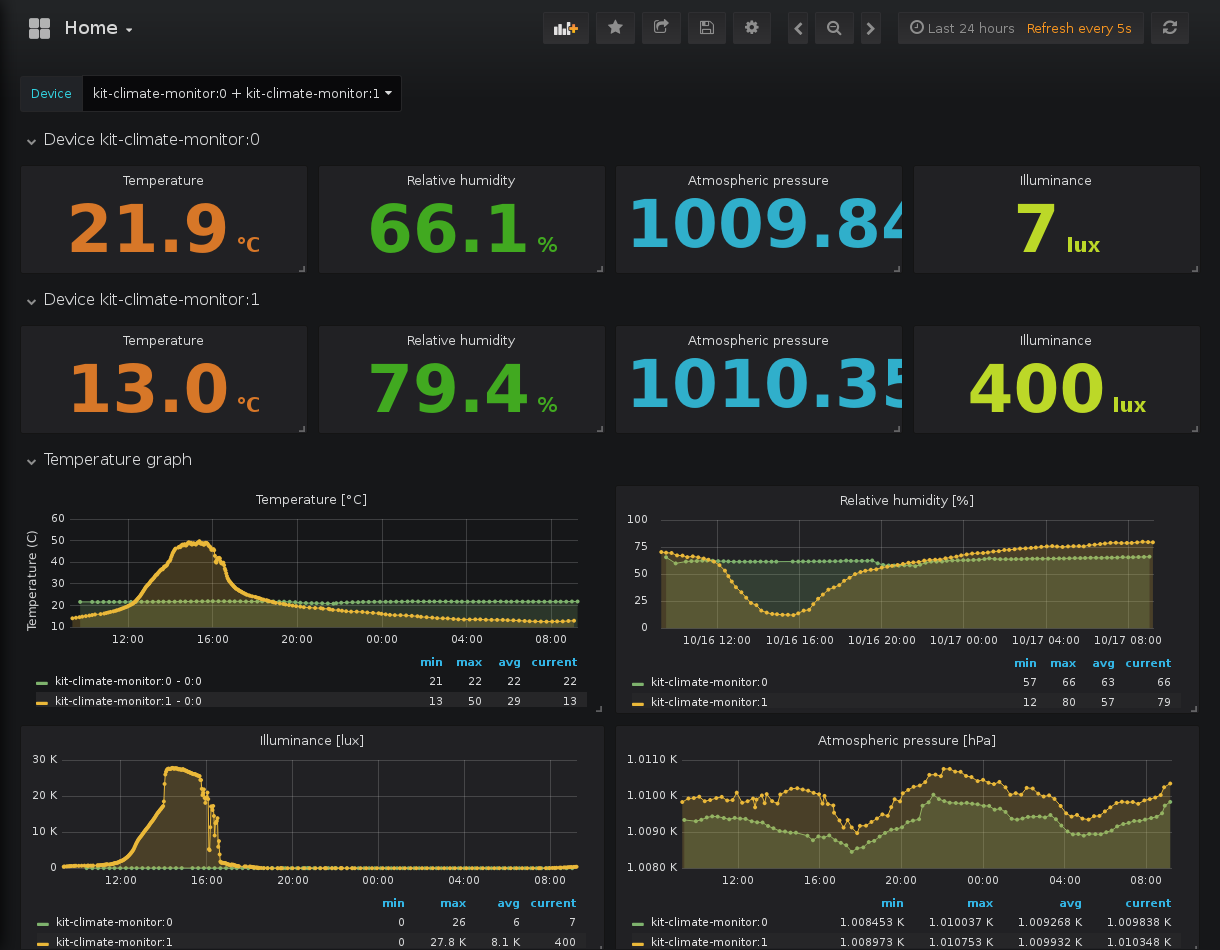 Home
Last 24 hours Refresh every 5s
Device kit-climate-monitor:0 + kit-climate-monitor:1
Device kit-climate-monitor:0
Temperature Relative humidity Atmospheric pressure Illuminance
21.9 °C 66.1 % 1009.84 7 lux
Device kit-climate-monitor:1
Temperature Relative humidity Atmospheric pressure Illuminance
13.0 °C 79.4 % 1010.35 400 lux
Temperature graph
Temperature [°C]
Temperature (C)
60
50
40
30
20
10
12:00 16:00 20:00 00:00 04:00 08:00
min max avg current
kit-climate-monitor:0 - 0:0 21 22 22 22
kit-climate-monitor:1 - 0:0 13 50 29 13
Relative humidity [%]
100
75
50
25
0
10/16 12:00 10/16 16:00 10/16 20:00 10/17 00:00 10/17 04:00 10/17 08:00
min max avg current
kit-climate-monitor:0 57 66 63 66
kit-climate-monitor:1 12 80 57 79
Illuminance [lux]
30 K
20 K
10 K
0
12:00 16:00 20:00 00:00 04:00 08:00
min max avg current
kit-climate-monitor:0 0 26 6 7
kit-climate-monitor:1 0 27.8 K 8.1 K 400
Atmospheric pressure [hPa]
1.0110 K
1.0100 K
1.0090 K
1.0080 K
12:00 16:00 20:00 00:00 04:00 08:00
min max avg current
kit-climate-monitor:0 1.008453 K 1.010037 K 1.009268 K 1.009838 K
kit-climate-monitor:1 1.008973 K 1.010753 K 1.009932 K 1.010348 K